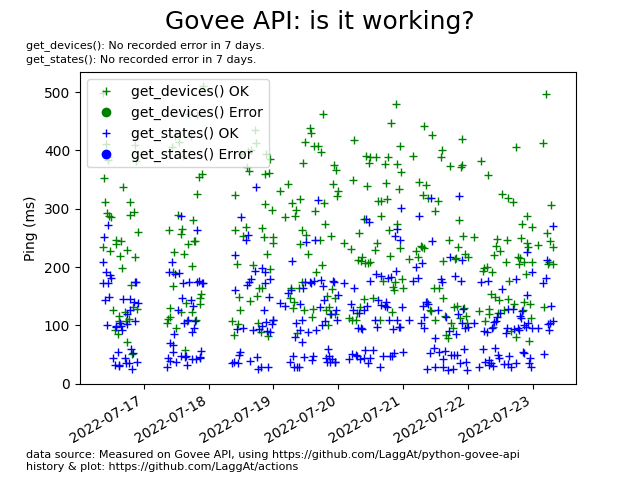 Govee API: is it working?
get_devices(): No recorded error in 7 days.
get_states(): No recorded error in 7 days.
get_devices() OK
get_devices() Error
get_states() OK
get_states() Error
Ping (ms)
500
400
300
200
100
0
2022-07-17
2022-07-18
2022-07-19
2022-07-20
2022-07-21
2022-07-22
2022-07-23
data source: Measured on Govee API, using https://github.com/LaggAt/python-govee-api
history & plot: https://github.com/LaggAt/actions